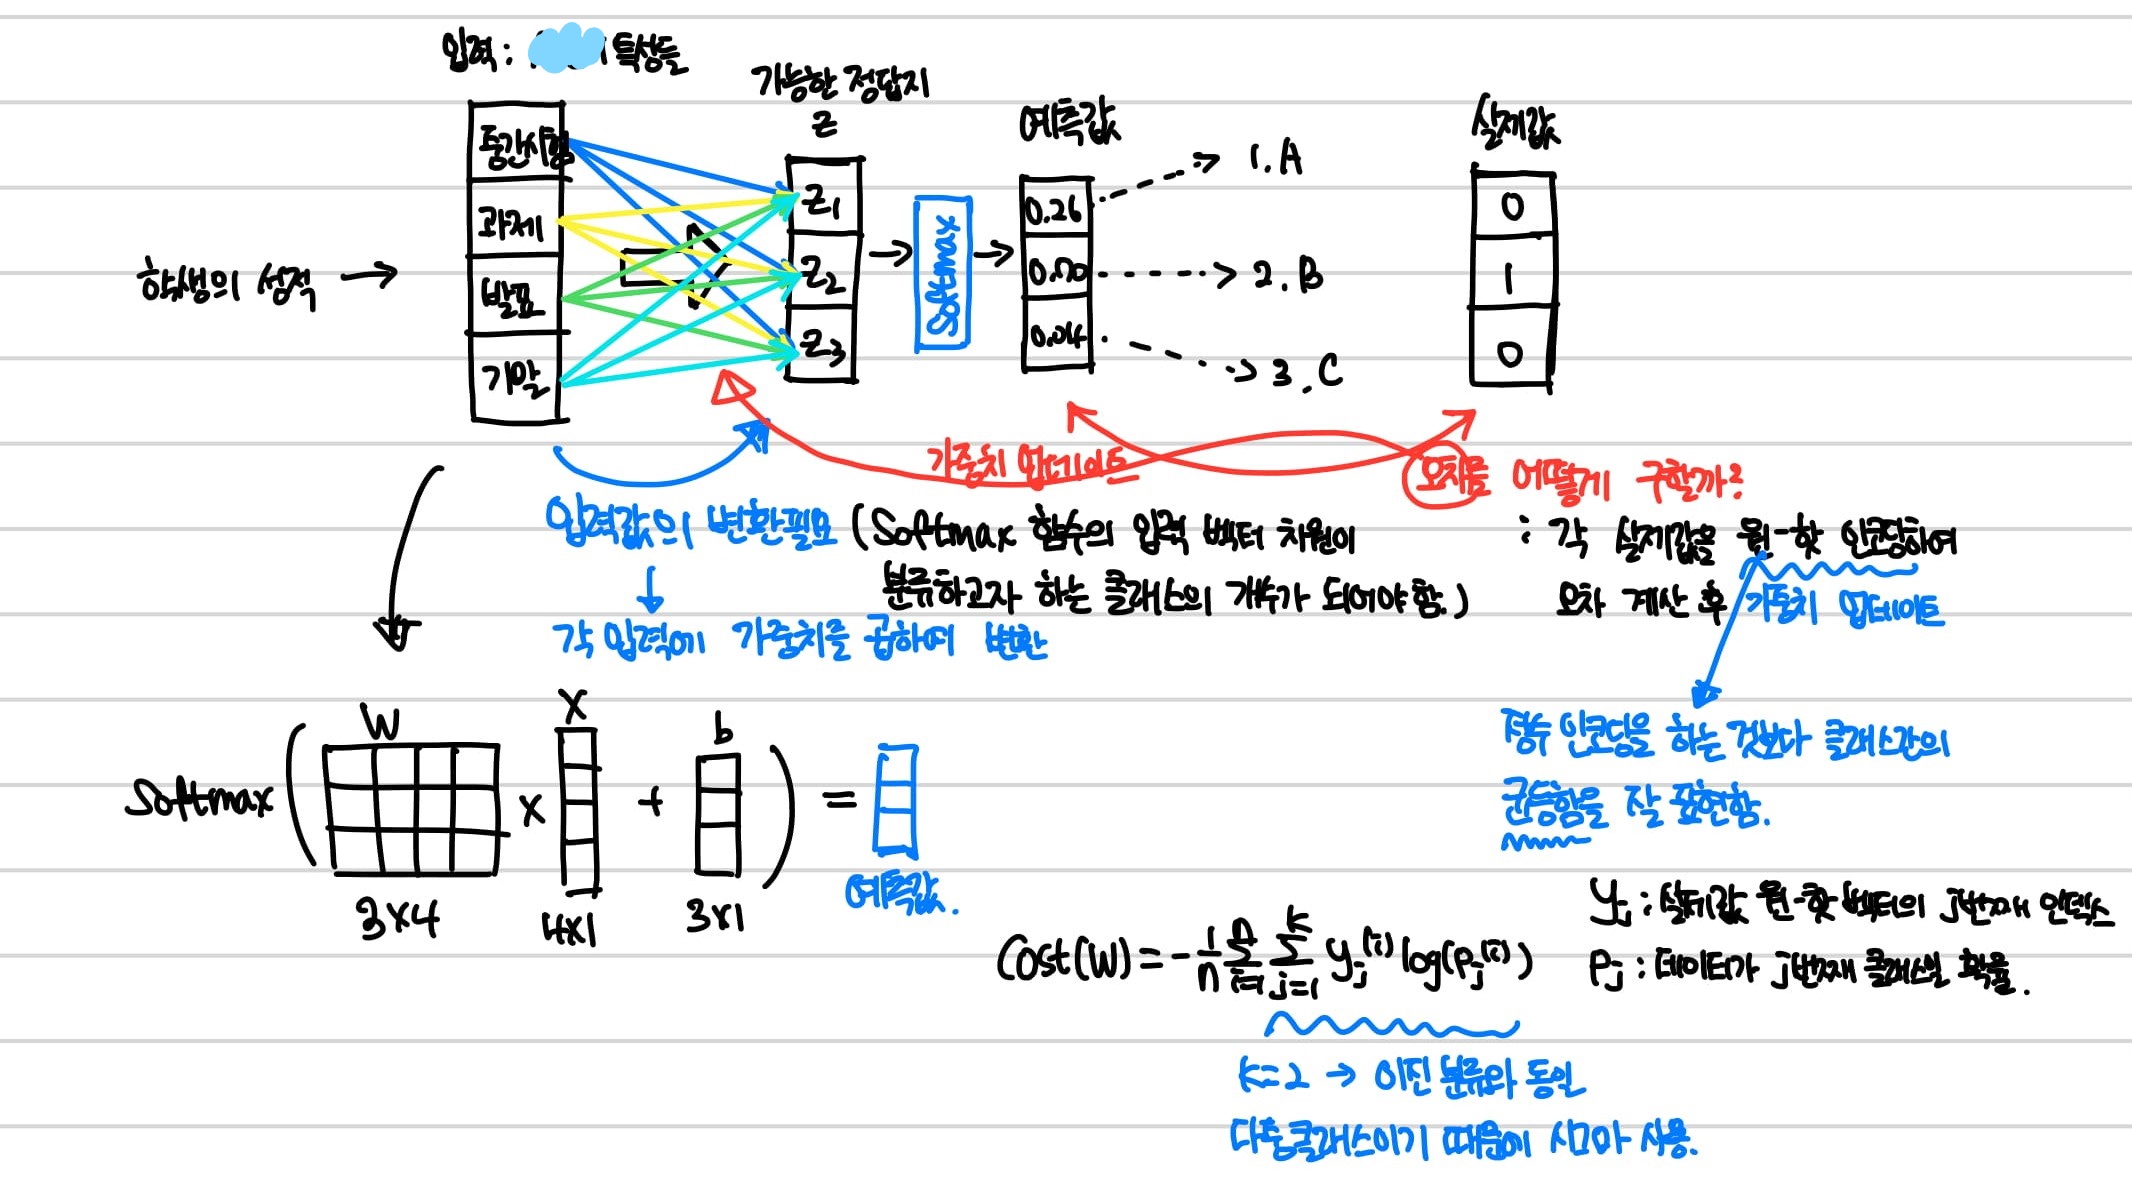 입력: 특성들
가능한 정답지
z
예측값
실제값
학생의 성적 →
중간시험
과제
발표
기말
z1
z2
z3
Softmax
0.26
0.70
0.04
1. A
2. B
3. C
0
1
0
가중치 업데이트
오차를 어떻게 구할까?
: 각 실제값을 원-핫 인코딩하여
오차 계산 후 가중치 업데이트
입력값의 변환필요 (Softmax 함수의 입력 벡터 차원이
분류하고자 하는 클래스의 개수가 되어야 함.)
각 입력에 가중치를 곱하여 변환
정수 인코딩을 하는 것보다 클래스간의
균등함을 잘 표현함.
W
X
b
Softmax ( × + ) =
3×4
4×1
3×1
예측값.
yj : 실제값 원-핫 벡터의 j번째 인덱스
Pj : 데이터가 j번째 클래스일 확률.
Cost(W) = -1/n Σ(i=1, n) Σ(j=1, k) yj^(i) log(Pj^(i))
k=2 → 이진 분류와 동일
다중클래스이기 때문에 시그마 사용.